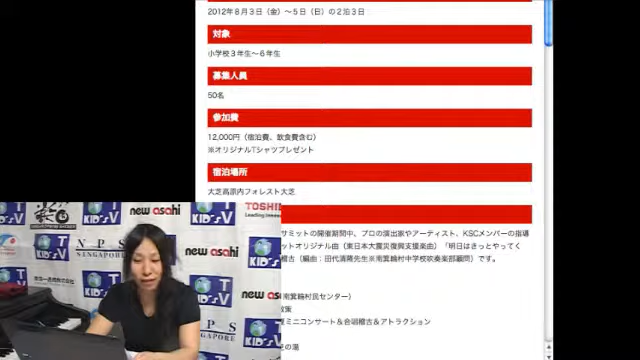 2012年8月3日（金）～5日（日）の2泊3日
対象
小学校3年生～6年生
募集人員
50名
参加費
12,000円（宿泊費、飲食費含む）
※オリジナルTシャツプレゼント
宿泊場所
大芝高原内フォレスト大芝
サミットの開催期間中、プロの演出家やアーティスト、KSCメンバーの指導
ットオリジナル曲（東日本大震災復興支援楽曲）「明日はきっとやってく
稽古（編曲：田代清蔣先生※南箕輪村中学校吹奏楽部顧問）です。
南箕輪村民センター）
ミニコンサート＆合唱稽古＆アトラクション
の湯
new asahi
TOSHI
Leading Innov
KID'S TV
NPS
SINGAPORE